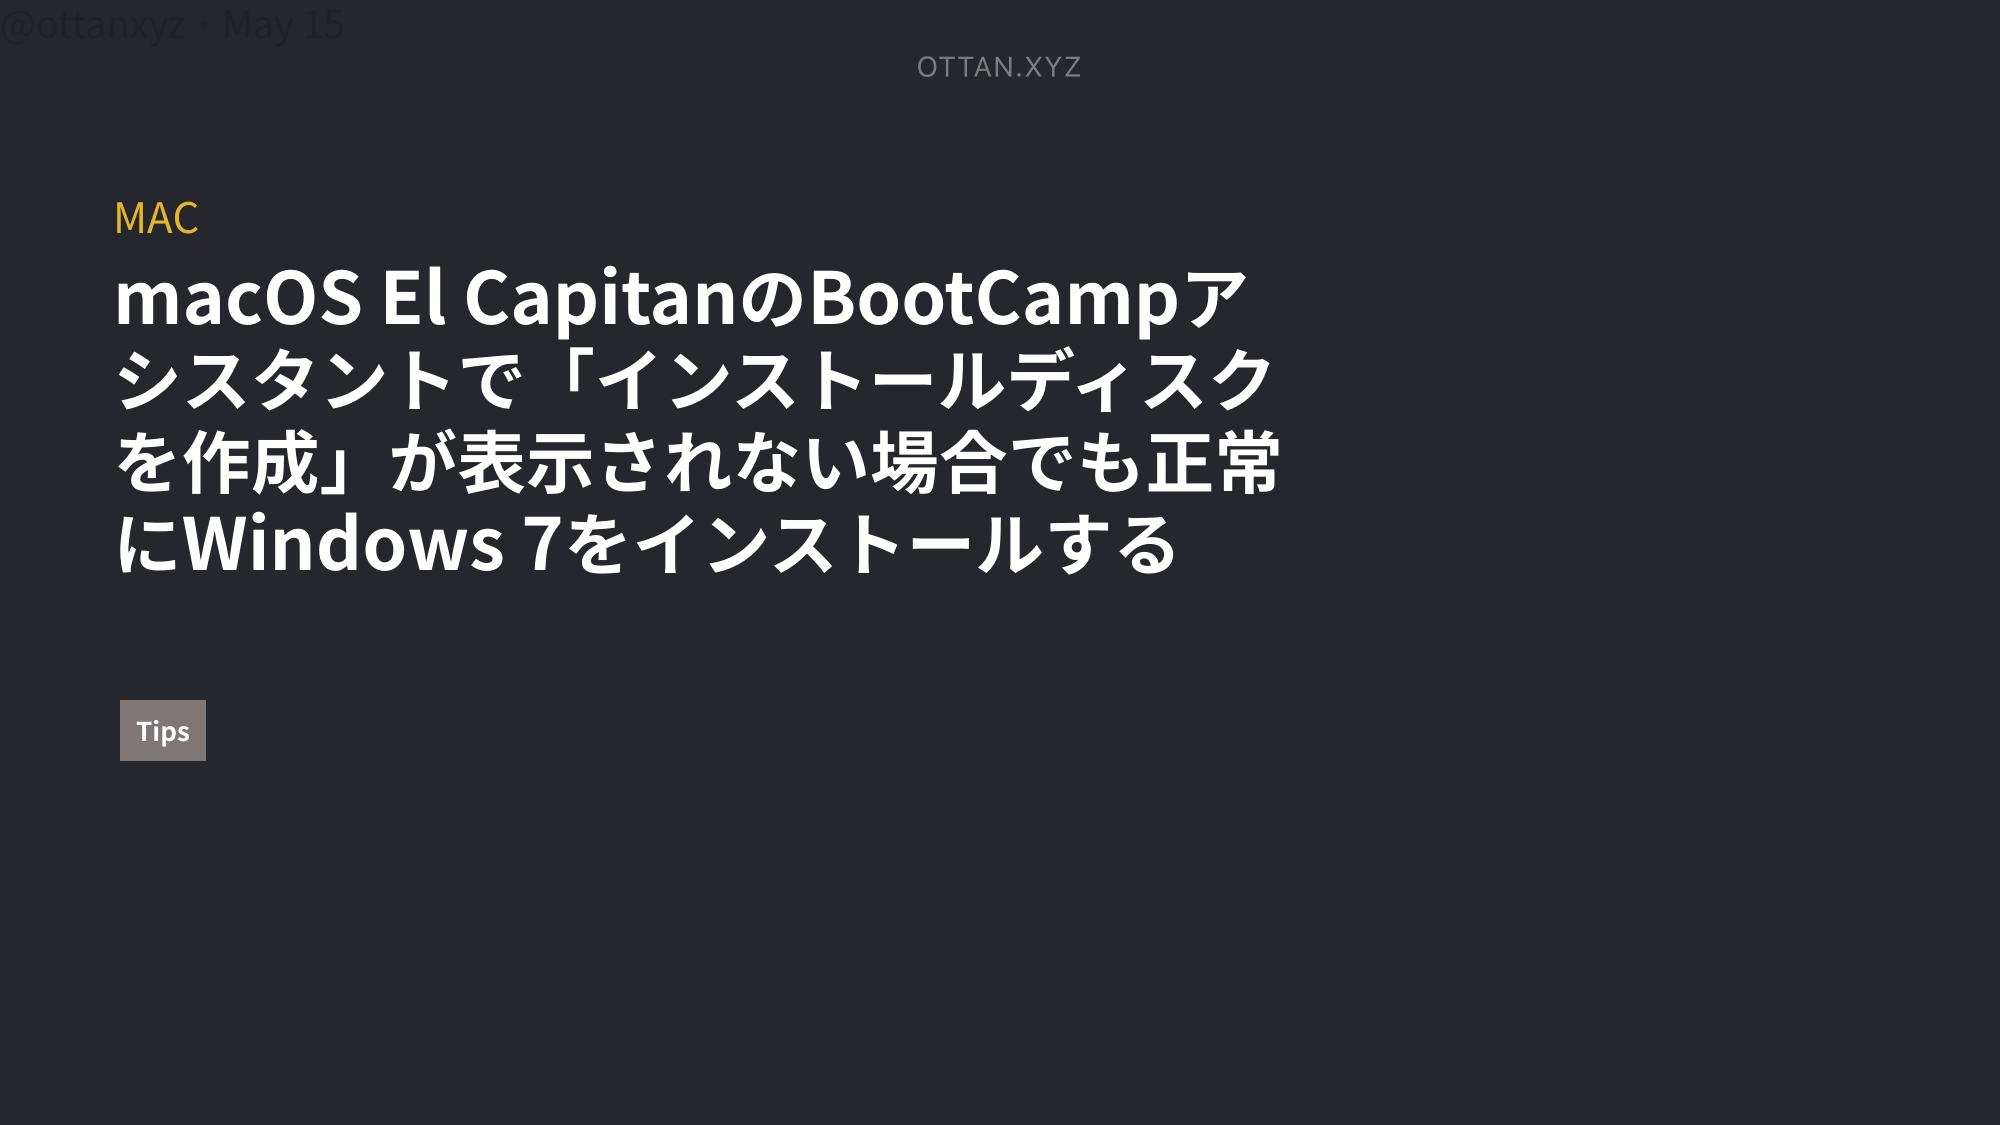 @ottanxyz・May 15
OTTAN.XYZ
MAC
macOS El CapitanのBootCampア
シスタントで「インストールディスク
を作成」が表示されない場合でも正常
にWindows 7をインストールする
Tips